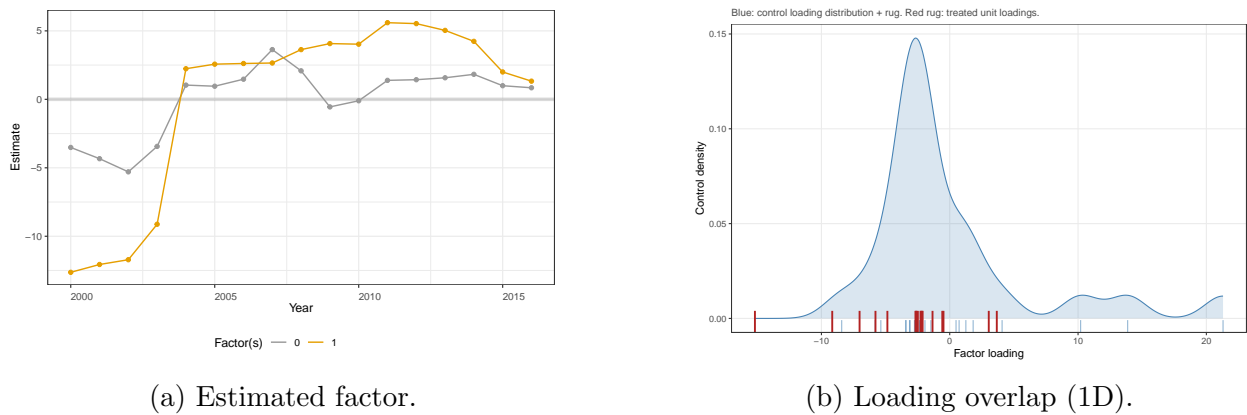 5
0
−5
−10
Estimate
2000
2005
2010
2015
Year
Factor(s)
0
1
(a) Estimated factor.
Blue: control loading distribution + rug. Red rug: treated unit loadings.
0.15
0.10
0.05
0.00
Control density
−10
0
10
20
Factor loading
(b) Loading overlap (1D).